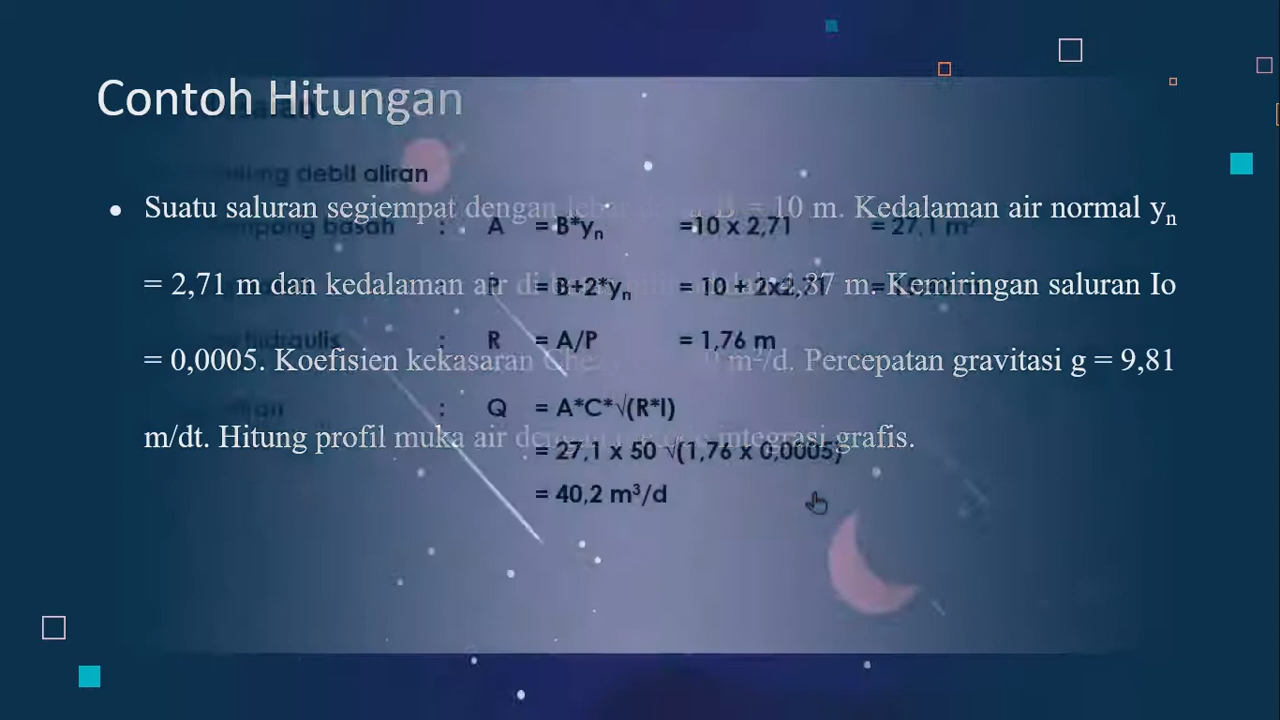 Contoh Hitungan
debit aliran
Suatu saluran segiempat dengan B = 10 m. Kedalaman air normal yn
basah : A = B*yn =10 x 2,71 = 27,1 m²
= 2,71 m dan kedalaman air di 4,87 m. Kemiringan saluran Io
P = B+2*yn = 10 + 2x2,71
hidraulis : R = A/P = 1,76 m
= 0,0005. Koefisien kekasaran m²/d. Percepatan gravitasi g = 9,81
: Q = A*C*√(R*I)
m/dt. Hitung profil muka air integrasi grafis.
= 27,1 x 50 √(1,76 x 0,0005)
= 40,2 m³/d